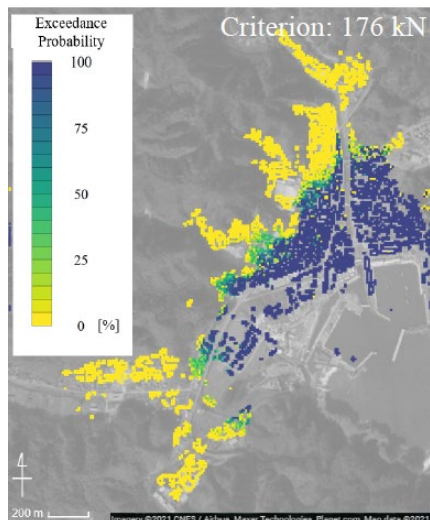 Exceedance
Probability
Criterion: 176 kN
100
75
50
25
0 [%]
200 m
Imagery ©2021 CNES / Airbus, Maxar Technologies, Planet.com, Map data ©2021